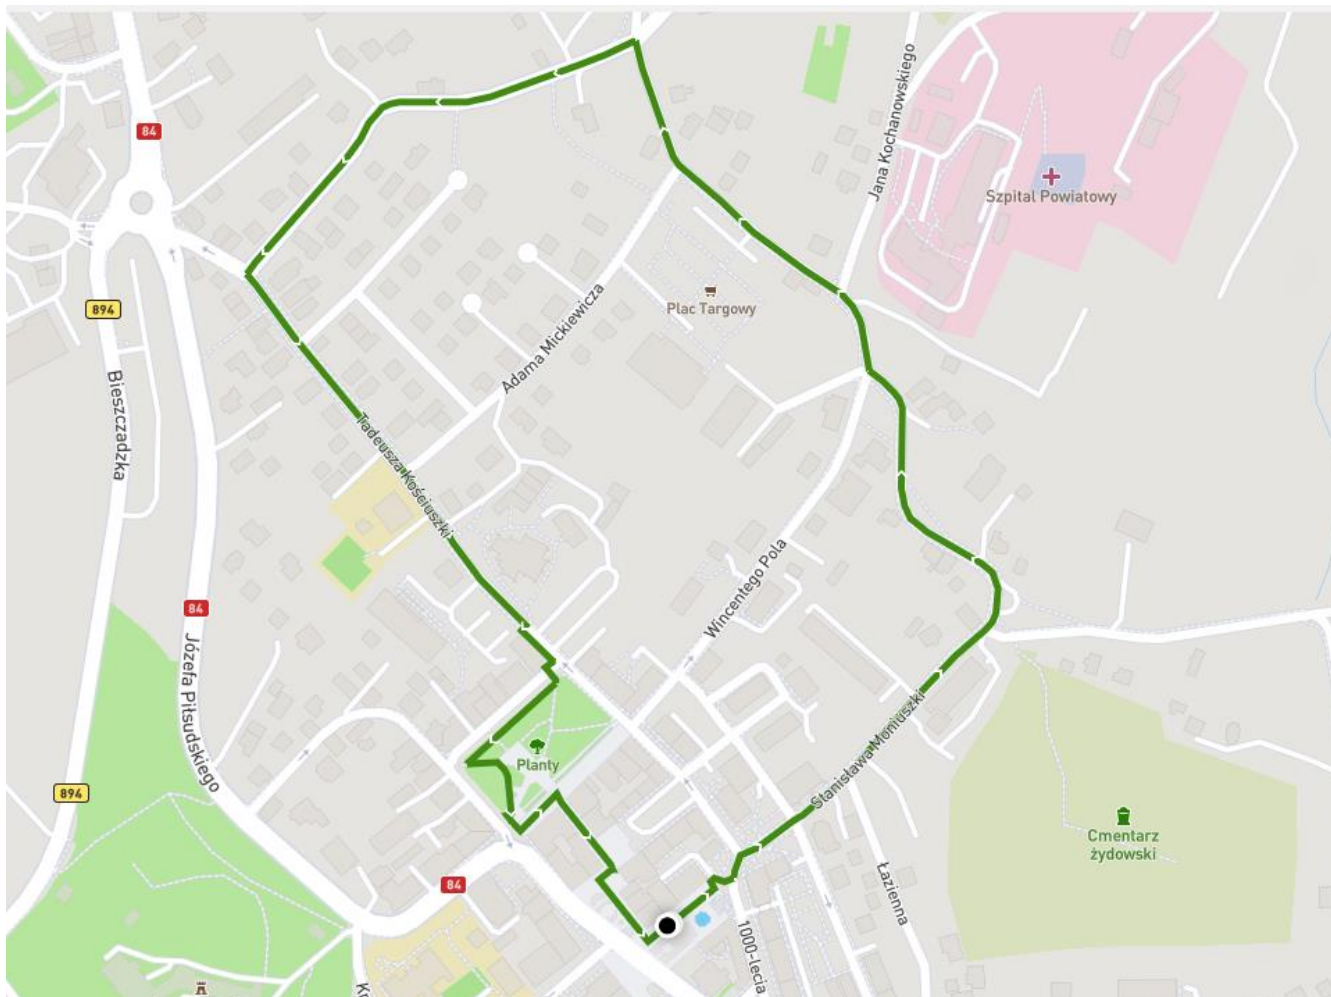 84
Jana Kochanowskiego
Szpital Powiatowy
894
Plac Targowy
Adama Mickiewicza
Bieszczadzka
Tadeusza Kościuszki
Wincentego Pola
84
Józefa Piłsudskiego
Planty
Stanisława Moniuszki
894
Cmentarz
żydowski
84
Łazienna
1000-lecia